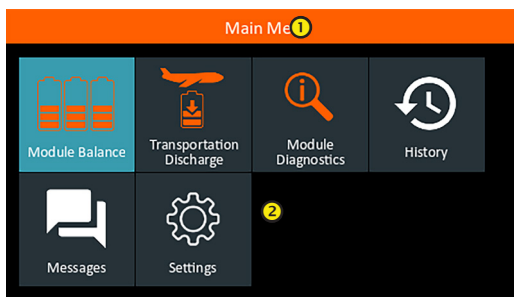 Main Me 1
Module Balance
Transportation
Discharge
Module
Diagnostics
History
Messages
Settings
2